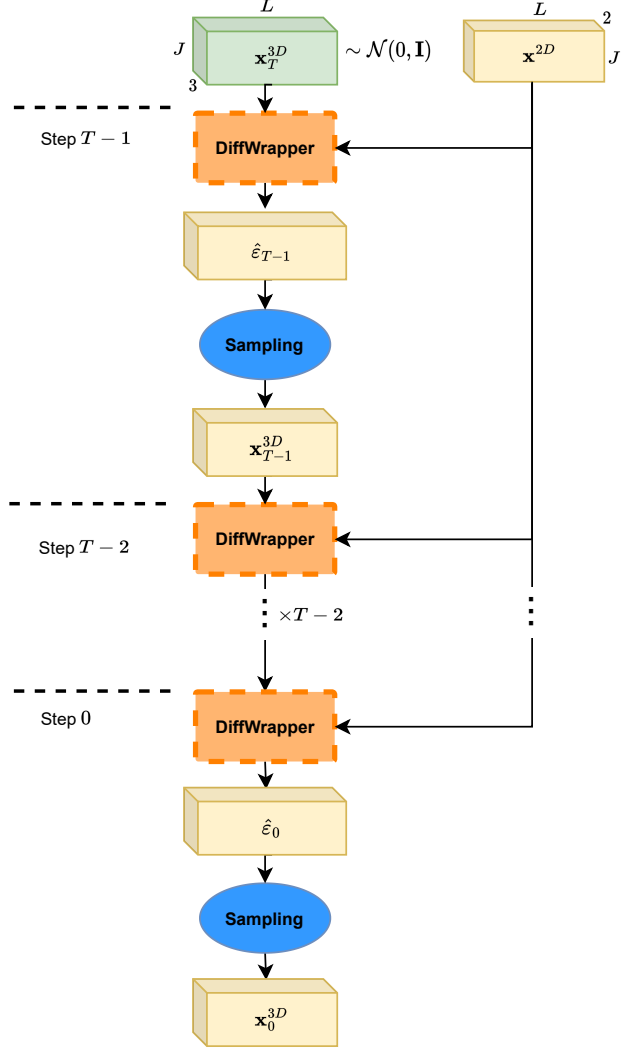 L
L
2
J
𝐱_T^{3D}
∼ 𝒩(0, 𝐈)
𝐱^{2D}
J
3
Step T − 1
DiffWrapper
ε̂_{T−1}
Sampling
𝐱_{T−1}^{3D}
Step T − 2
DiffWrapper
×T − 2
Step 0
DiffWrapper
ε̂_0
Sampling
𝐱_0^{3D}